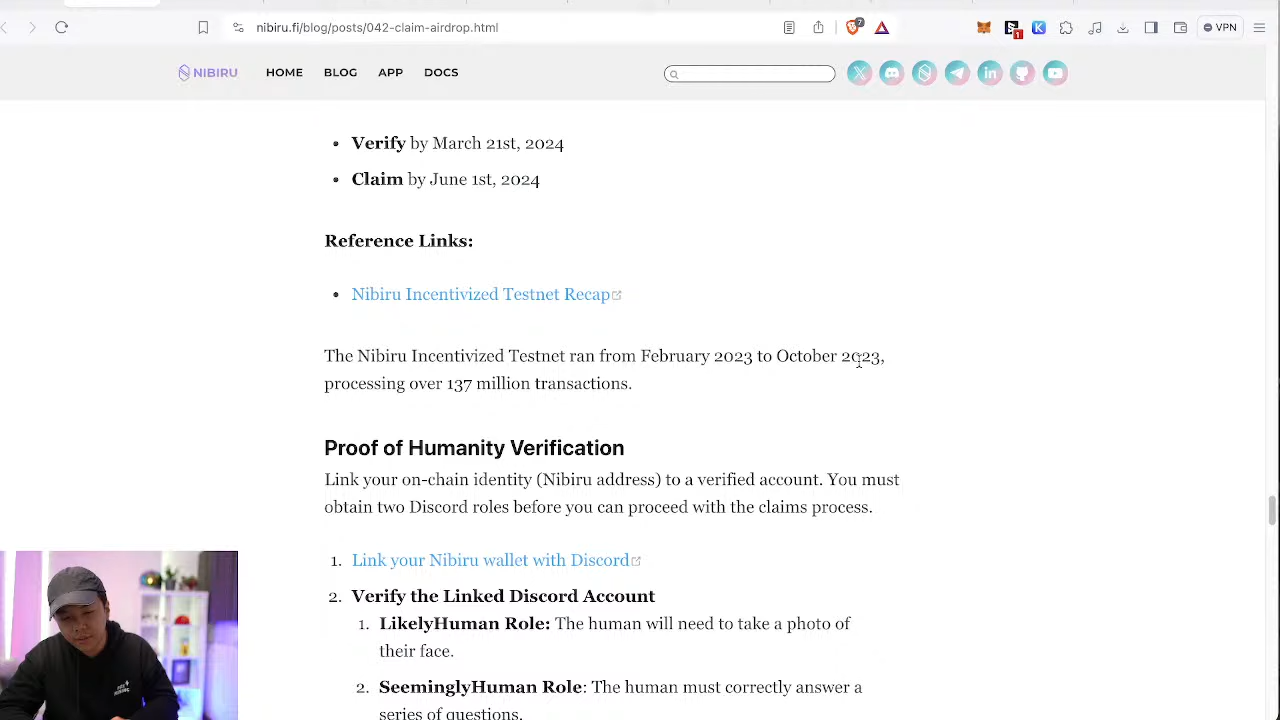 nibiru.fi/blog/posts/042-claim-airdrop.html
7
1
VPN
NIBIRU
HOME
BLOG
APP
DOCS
• Verify by March 21st, 2024
• Claim by June 1st, 2024
Reference Links:
• Nibiru Incentivized Testnet Recap
The Nibiru Incentivized Testnet ran from February 2023 to October 2023,
processing over 137 million transactions.
Proof of Humanity Verification
Link your on-chain identity (Nibiru address) to a verified account. You must
obtain two Discord roles before you can proceed with the claims process.
1. Link your Nibiru wallet with Discord
2. Verify the Linked Discord Account
1. LikelyHuman Role: The human will need to take a photo of
their face.
2. SeeminglyHuman Role: The human must correctly answer a
series of questions.